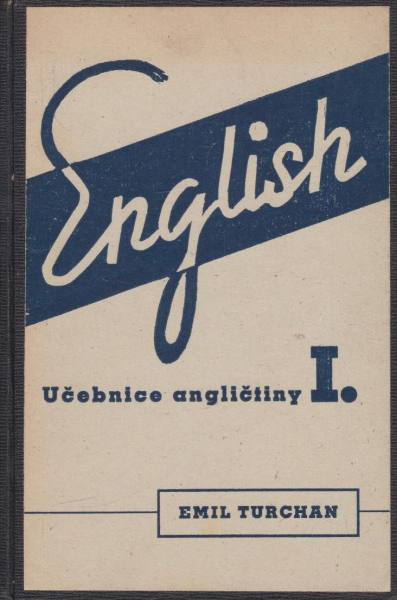 English
Učebnice angličtiny I.
EMIL TURCHAN